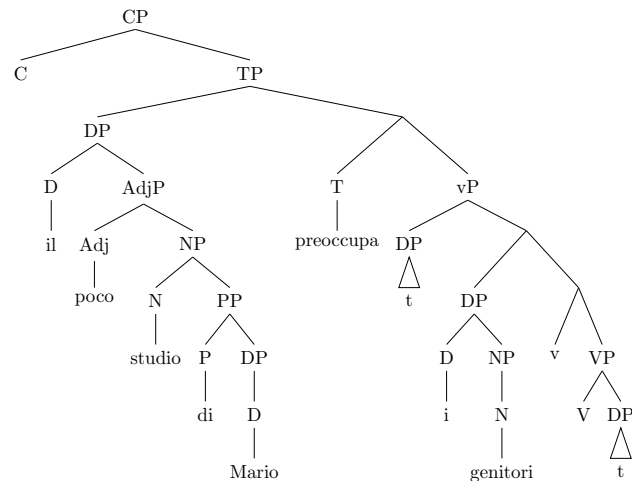 CP
C TP
DP
D AdjP T vP
il Adj NP preoccupa DP
poco N PP t DP
studio P DP D NP v VP
di D i N V DP
Mario genitori t